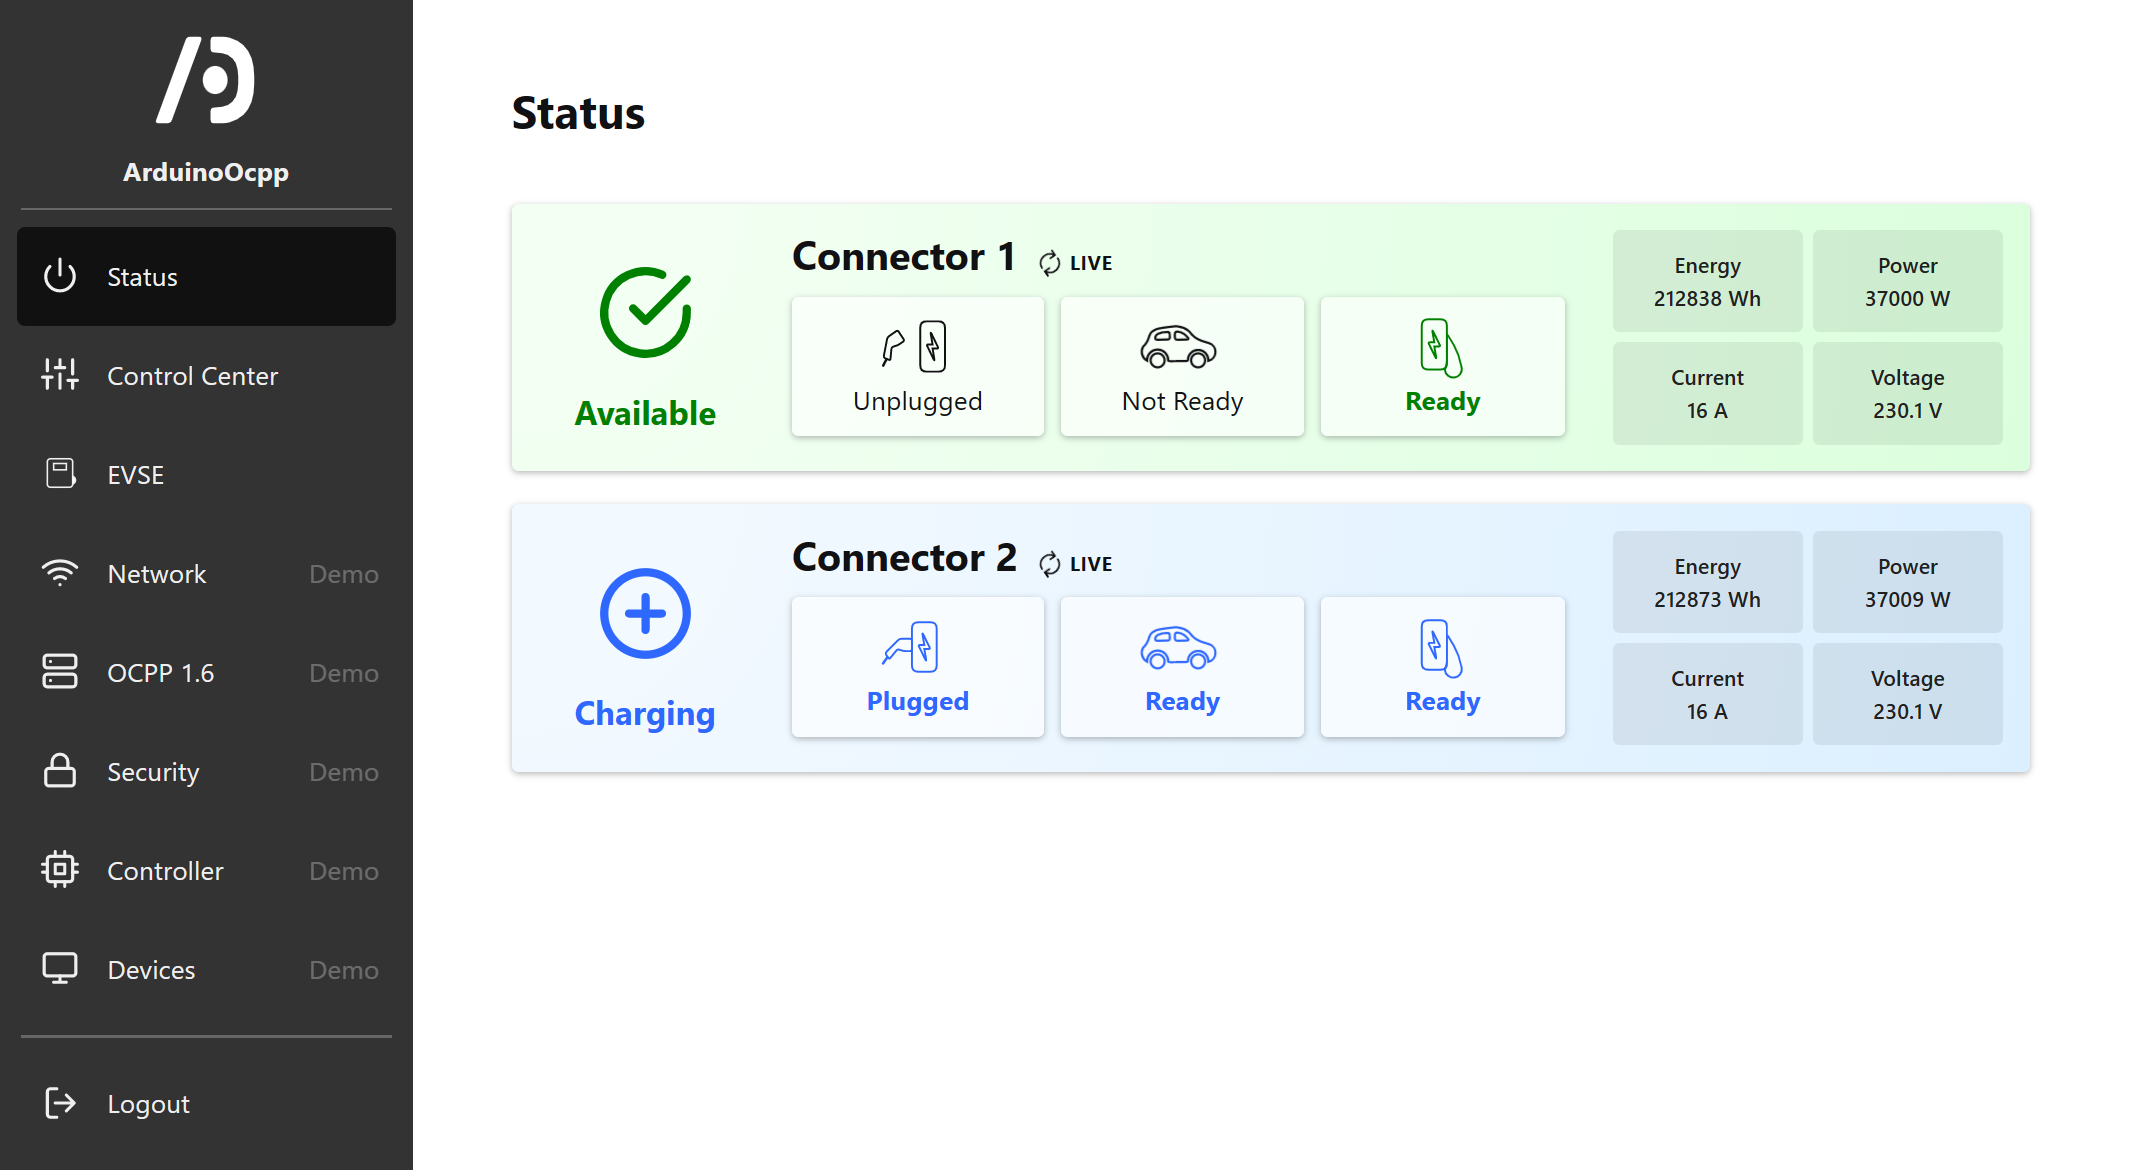 ArduinoOcpp
Status
Control Center
EVSE
Network Demo
OCPP 1.6 Demo
Security Demo
Controller Demo
Devices Demo
Logout
Status
Available
Connector 1 LIVE
Unplugged
Not Ready
Ready
Energy
212838 Wh
Power
37000 W
Current
16 A
Voltage
230.1 V
Charging
Connector 2 LIVE
Plugged
Ready
Ready
Energy
212873 Wh
Power
37009 W
Current
16 A
Voltage
230.1 V